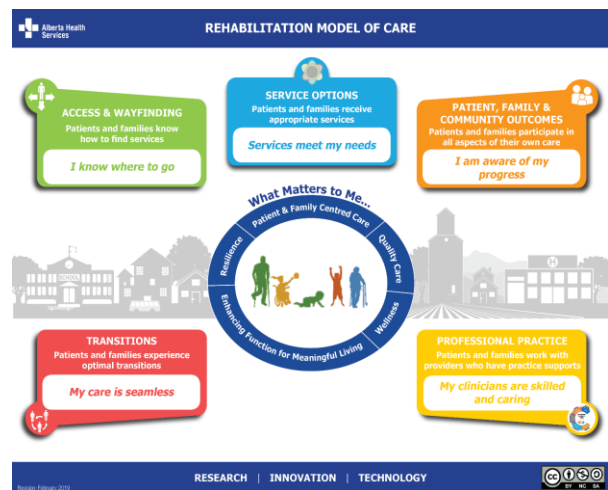 Alberta Health
Services
REHABILITATION MODEL OF CARE
ACCESS & WAYFINDING
Patients and families know
how to find services
I know where to go
SERVICE OPTIONS
Patients and families receive
appropriate services
Services meet my needs
PATIENT, FAMILY &
COMMUNITY OUTCOMES
Patients and families participate in
all aspects of their own care
I am aware of my
progress
What Matters to Me...
Patient & Family Centred Care
Resilience
Quality Care
Enhancing Function for Meaningful Living
Wellness
SCHOOL
H
TRANSITIONS
Patients and families experience
optimal transitions
My care is seamless
PROFESSIONAL PRACTICE
Patients and families work with
providers who have practice supports
My clinicians are skilled
and caring
RESEARCH | INNOVATION | TECHNOLOGY
Revision: February 2019
cc
BY NC SA